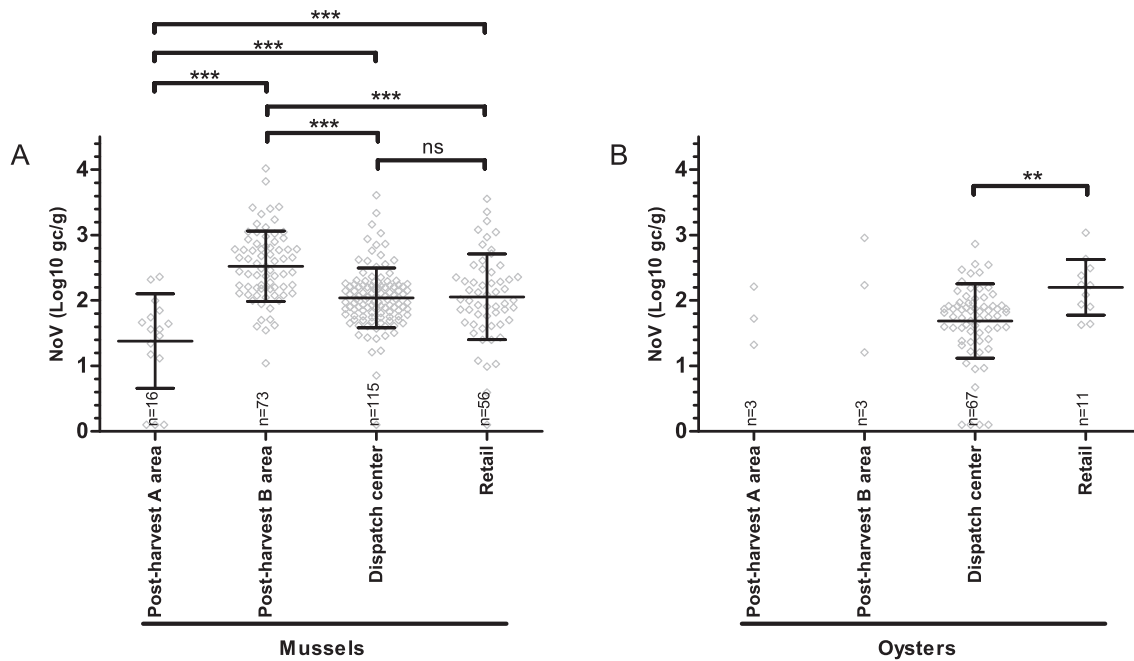 ***
***
***
***
***
ns
A
4
3
2
1
0
NoV (Log10 gc/g)
n=16
n=73
n=115
n=56
Post-harvest A area
Post-harvest B area
Dispatch center
Retail
Mussels
B
**
4
3
2
1
0
NoV (Log10 gc/g)
n=3
n=3
n=67
n=11
Post-harvest A area
Post-harvest B area
Dispatch center
Retail
Oysters